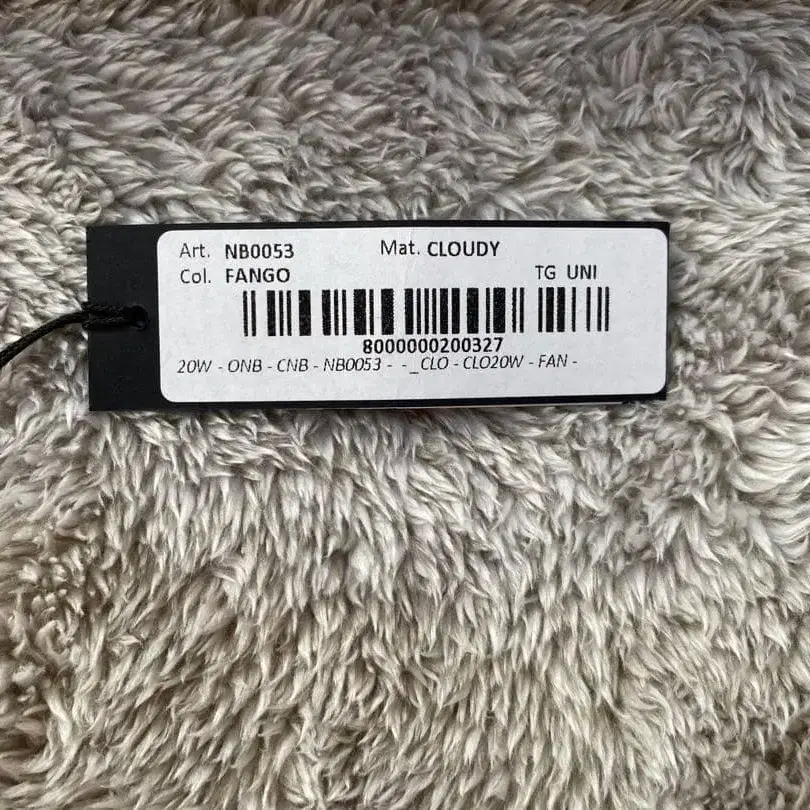 Art. NB0053 Mat. CLOUDY
Col. FANGO TG UNI
8000000200327
20W - ONB - CNB - NB0053 - -_CLO - CLO20W - FAN -